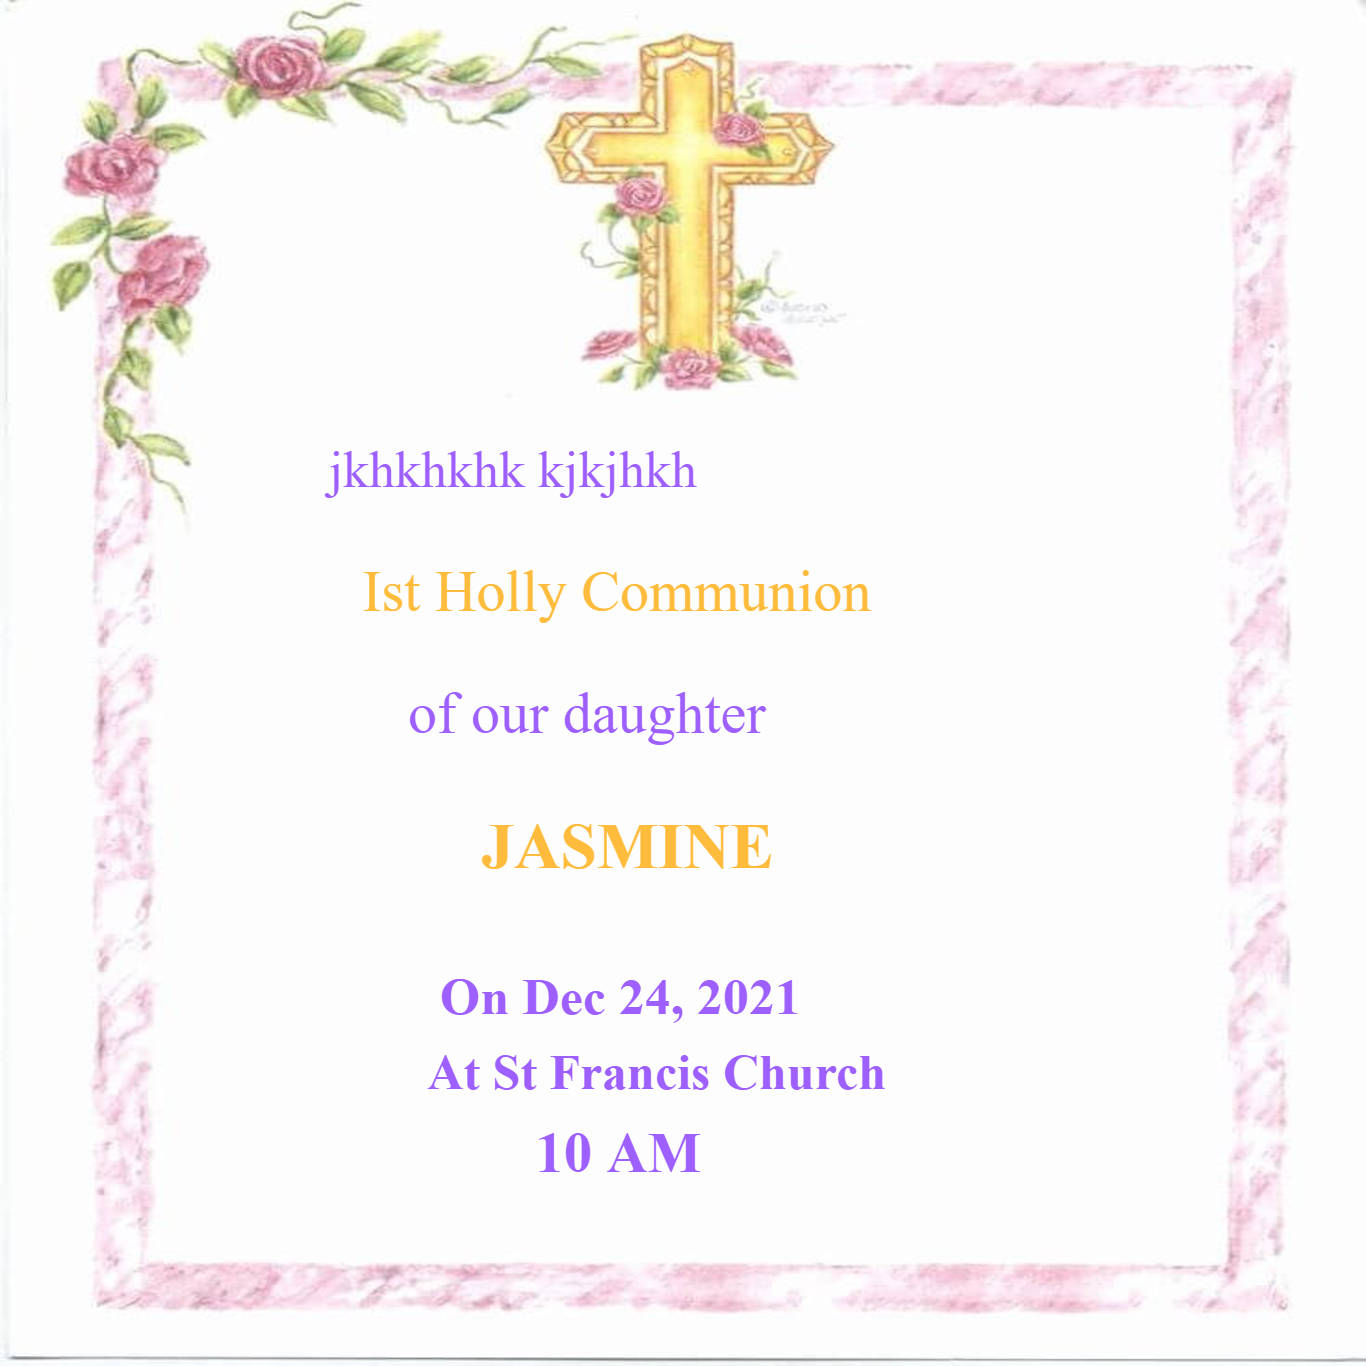 jkhkhkhk kjkjhkh
Ist Holly Communion
of our daughter
JASMINE
On Dec 24, 2021
At St Francis Church
10 AM